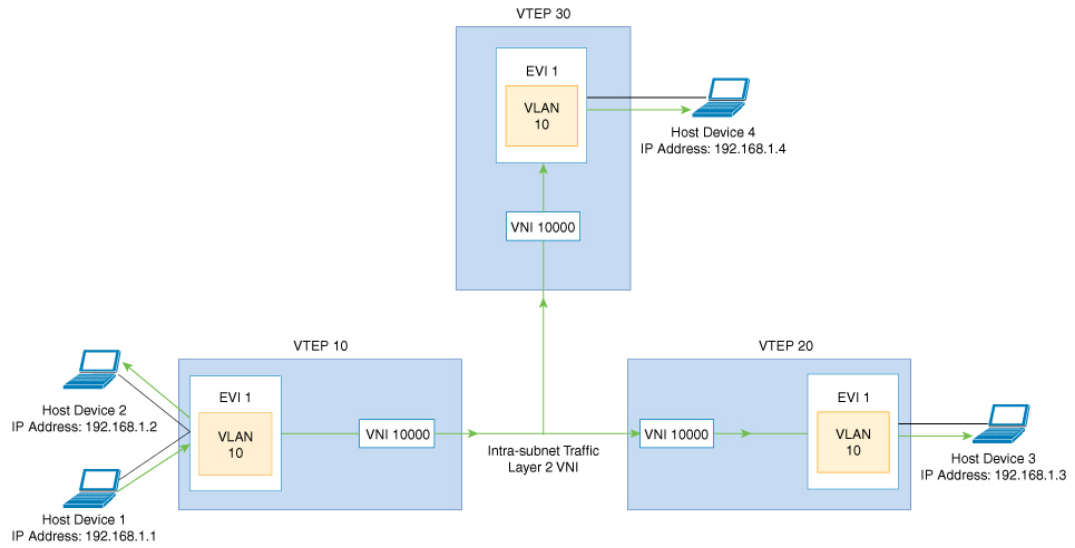 VTEP 30
EVI 1
VLAN
10
Host Device 4
IP Address: 192.168.1.4
VNI 10000
VTEP 10
EVI 1
VLAN
10
VNI 10000
Host Device 2
IP Address: 192.168.1.2
Host Device 1
IP Address: 192.168.1.1
Intra-subnet Traffic
Layer 2 VNI
VTEP 20
VNI 10000
EVI 1
VLAN
10
Host Device 3
IP Address: 192.168.1.3